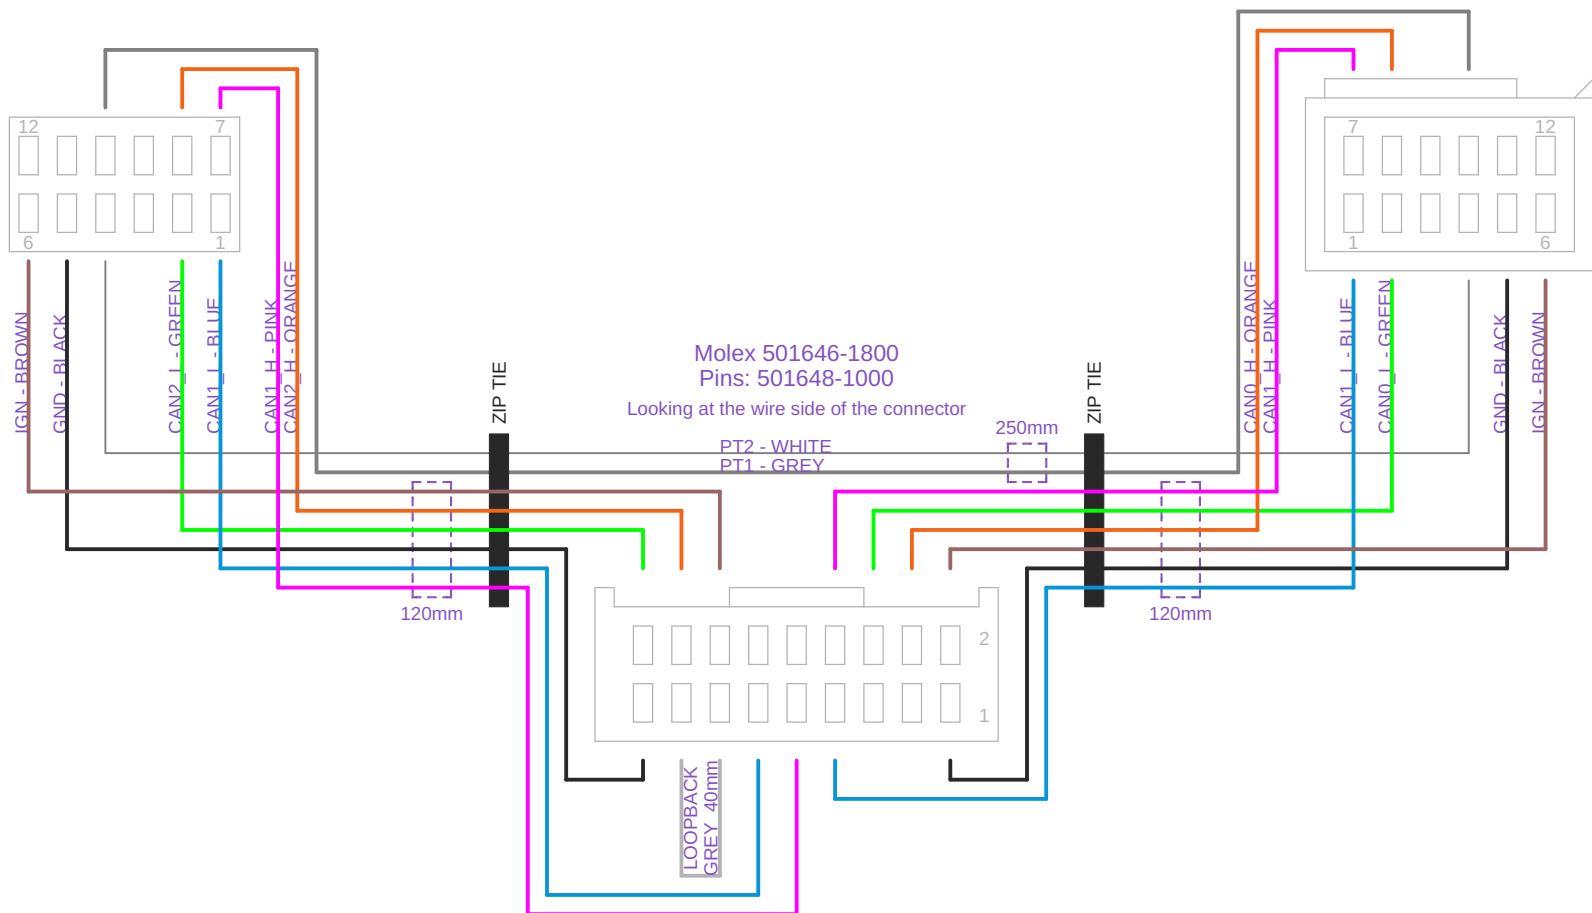 12
7
6
1
7
12
1
6
IGN - BROWN
GND - BLACK
CAN2_L - GREEN
CAN1_L - BLUE
CAN1_H - PINK
CAN2_H - ORANGE
ZIP TIE
Molex 501646-1800
Pins: 501648-1000
Looking at the wire side of the connector
PT2 - WHITE
PT1 - GREY
250mm
ZIP TIE
CAN0_H - ORANGE
CAN1_H - PINK
CAN1_L - BLUE
CAN0_L - GREEN
GND - BLACK
IGN - BROWN
120mm
120mm
2
1
LOOPBACK
GREY 40mm